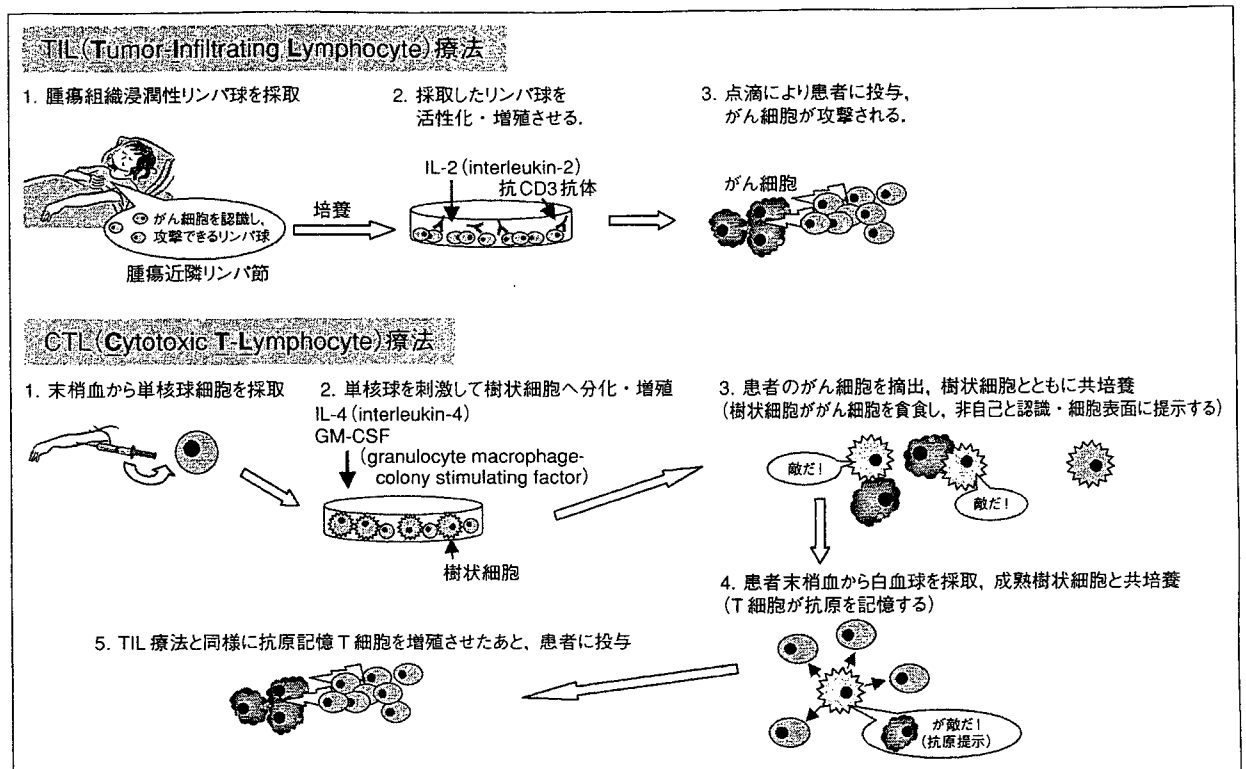 TIL（Tumor-Infiltrating Lymphocyte）療法
1. 腫瘍組織浸潤性リンパ球を採取
がん細胞を認識し,
攻撃できるリンパ球
腫瘍近隣リンパ節
培養
2. 採取したリンパ球を
活性化・増殖させる.
IL-2（interleukin-2）
抗CD3抗体
3. 点滴により患者に投与,
がん細胞が攻撃される.
がん細胞
CTL（Cytotoxic T-Lymphocyte）療法
1. 末梢血から単核球細胞を採取
2. 単核球を刺激して樹状細胞へ分化・増殖
IL-4（interleukin-4）
GM-CSF
（granulocyte macrophage-
colony stimulating factor）
樹状細胞
3. 患者のがん細胞を摘出, 樹状細胞とともに共培養
（樹状細胞ががん細胞を貪食し, 非自己と認識・細胞表面に提示する）
敵だ！
敵だ！
4. 患者末梢血から白血球を採取, 成熟樹状細胞と共培養
（T細胞が抗原を記憶する）
が敵だ！
（抗原提示）
5. TIL 療法と同様に抗原記憶 T 細胞を増殖させたあと, 患者に投与